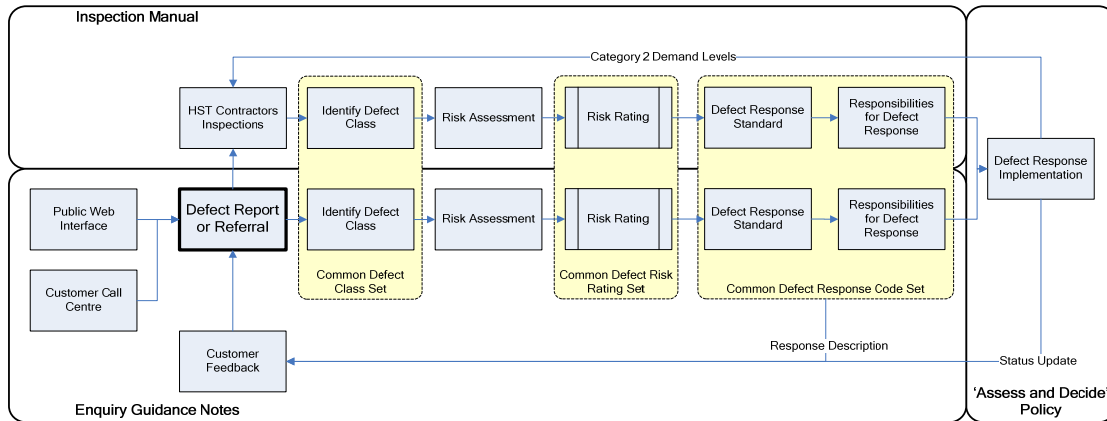 Inspection Manual
Category 2 Demand Levels
HST Contractors
Inspections
Identify Defect
Class
Risk Assessment
Risk Rating
Defect Response
Standard
Responsibilities
for Defect
Response
Defect Response
Implementation
Public Web
Interface
Defect Report
or Referral
Identify Defect
Class
Risk Assessment
Risk Rating
Defect Response
Standard
Responsibilities
for Defect
Response
Customer Call
Centre
Common Defect
Class Set
Common Defect Risk
Rating Set
Common Defect Response Code Set
Customer
Feedback
Response Description
Status Update
Enquiry Guidance Notes
'Assess and Decide'
Policy